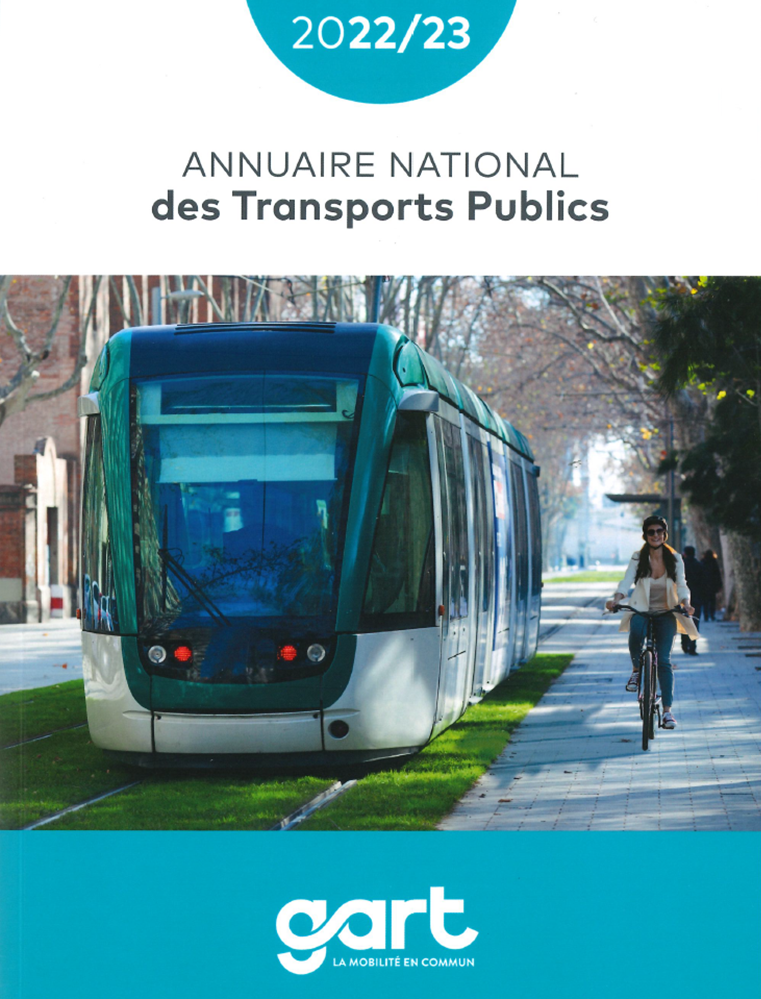 2022/23
ANNUAIRE NATIONAL
des Transports Publics
gart
LA MOBILITÉ EN COMMUN